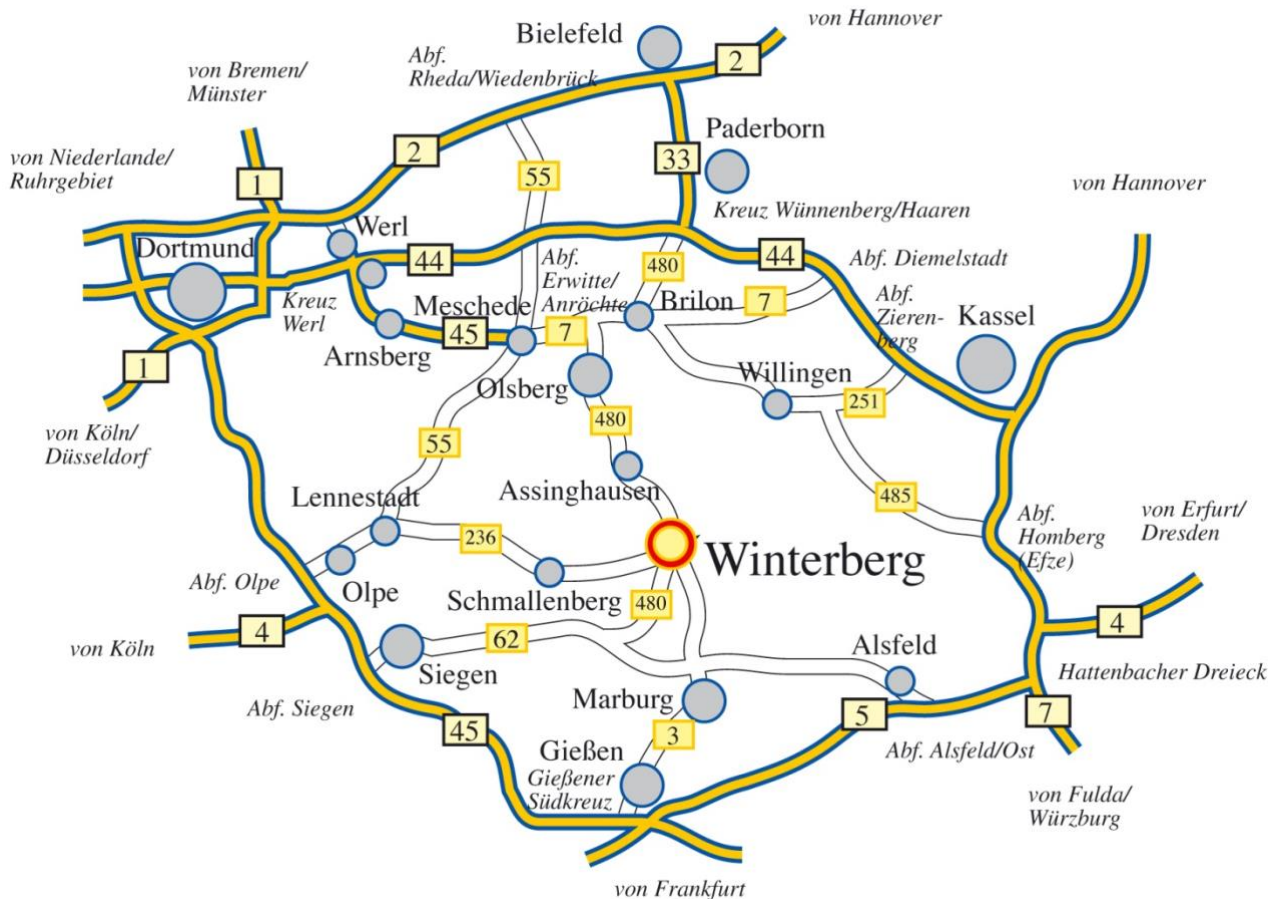 von Hannover
Bielefeld
2
Abf.
Rheda/Wiedenbrück
von Bremen/
Münster
Paderborn
2
33
von Niederlande/
Ruhrgebiet
1
55
von Hannover
Kreuz Wünnenberg/Haaren
Werl
Dortmund
44
Abf.
Erwitte/
Anröchte
480
44
Abf. Diemelstadt
Kreuz
Werl
Meschede
Brilon
7
Abf.
Zieren-
berg
Kassel
45
7
Arnsberg
1
Olsberg
Willingen
251
480
von Köln/
Düsseldorf
55
Lennestadt
Assinghausen
485
von Erfurt/
Dresden
Abf.
Homberg
(Efze)
236
Winterberg
Abf. Olpe
Olpe
Schmallenberg
480
4
4
von Köln
62
Siegen
Alsfeld
Hattenbacher Dreieck
Abf. Siegen
Marburg
45
5
7
3
Gießen
Gießener
Südkreuz
Abf. Alsfeld/Ost
von Fulda/
Würzburg
von Frankfurt